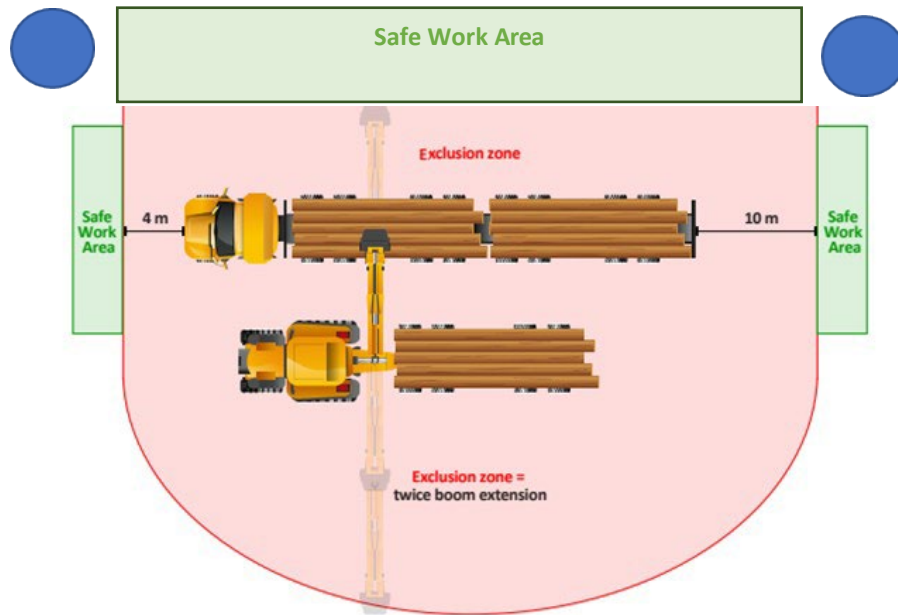 Safe Work Area
Exclusion zone
Safe
Work
Area
4 m
10 m
Safe
Work
Area
Exclusion zone =
twice boom extension